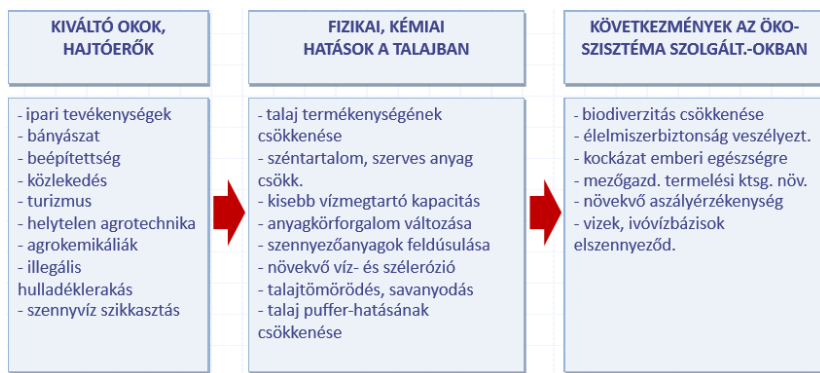 KIVÁLTÓ OKOK,
HAJTÓERŐK
- ipari tevékenységek
- bányászat
- beépítettség
- közlekedés
- turizmus
- helytelen agrotechnika
- agrokemikáliák
- illegális
hulladéklerakás
- szennyvíz szikkasztás
FIZIKAI, KÉMIAI
HATÁSOK A TALAJBAN
- talaj termékenységének
csökkenése
- széntartalom, szerves anyag
csökk.
- kisebb vízmegtartó kapacitás
- anyagkörforgalom változása
- szennyezőanyagok feldúsulása
- növekvő víz- és szélerózió
- talajtömörödés, savanyodás
- talaj puffer-hatásának
csökkenése
KÖVETKEZMÉNYEK AZ ÖKO-
SZISZTÉMA SZOLGÁLT.-OKBAN
- biodiverzitás csökkenése
- élelmiszerbiztonság veszélyezt.
- kockázat emberi egészségre
- mezőgazd. termelési ktsg. növ.
- növekvő aszályérzékenység
- vizek, ivóvízbázisok
elszennyeződ.